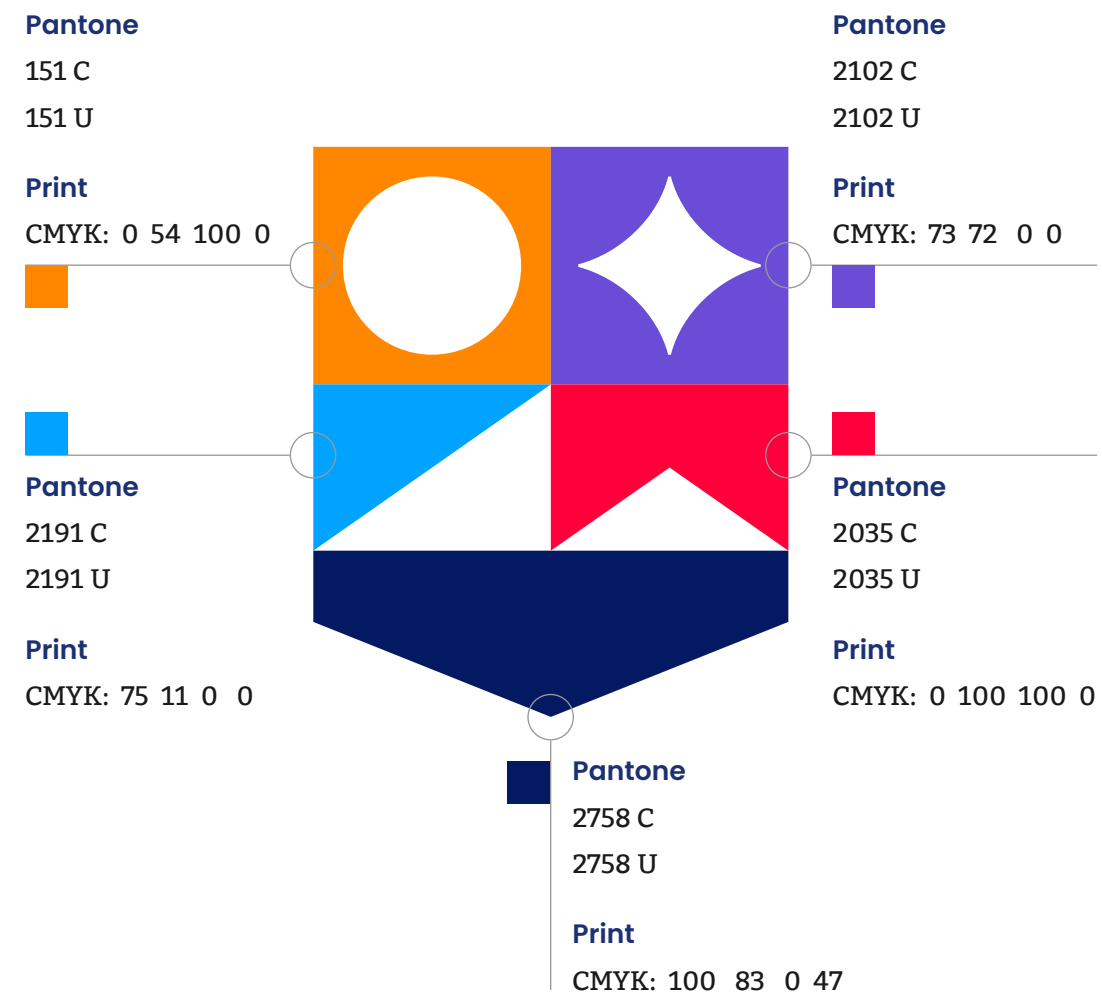 Pantone
151 C
151 U
Print
CMYK: 0 54 100 0
Pantone
2102 C
2102 U
Print
CMYK: 73 72 0 0
Pantone
2191 C
2191 U
Print
CMYK: 75 11 0 0
Pantone
2035 C
2035 U
Print
CMYK: 0 100 100 0
Pantone
2758 C
2758 U
Print
CMYK: 100 83 0 47